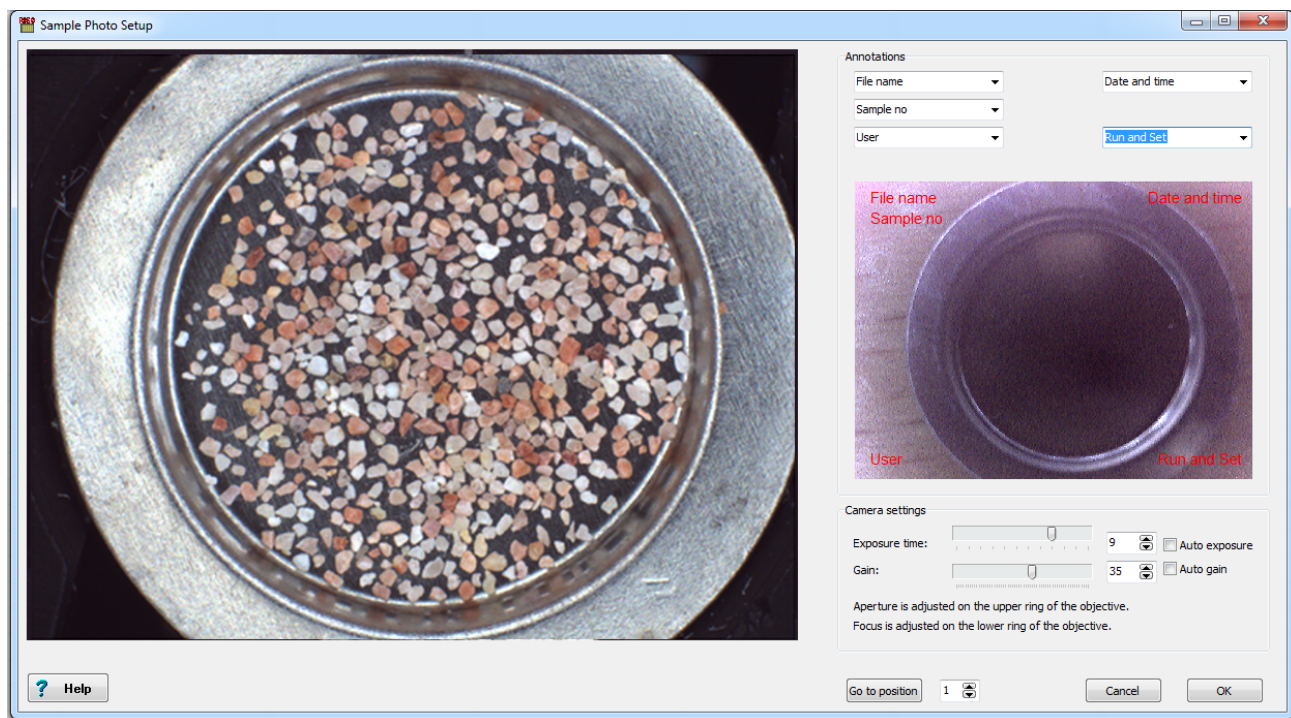 Sample Photo Setup
Annotations
File name
Date and time
Sample no
User
Run and Set
File name
Date and time
Sample no
User
Run and Set
Camera settings
Exposure time:
9
Auto exposure
Gain:
35
Auto gain
Aperture is adjusted on the upper ring of the objective.
Focus is adjusted on the lower ring of the objective.
? Help
Go to position
1
Cancel
OK